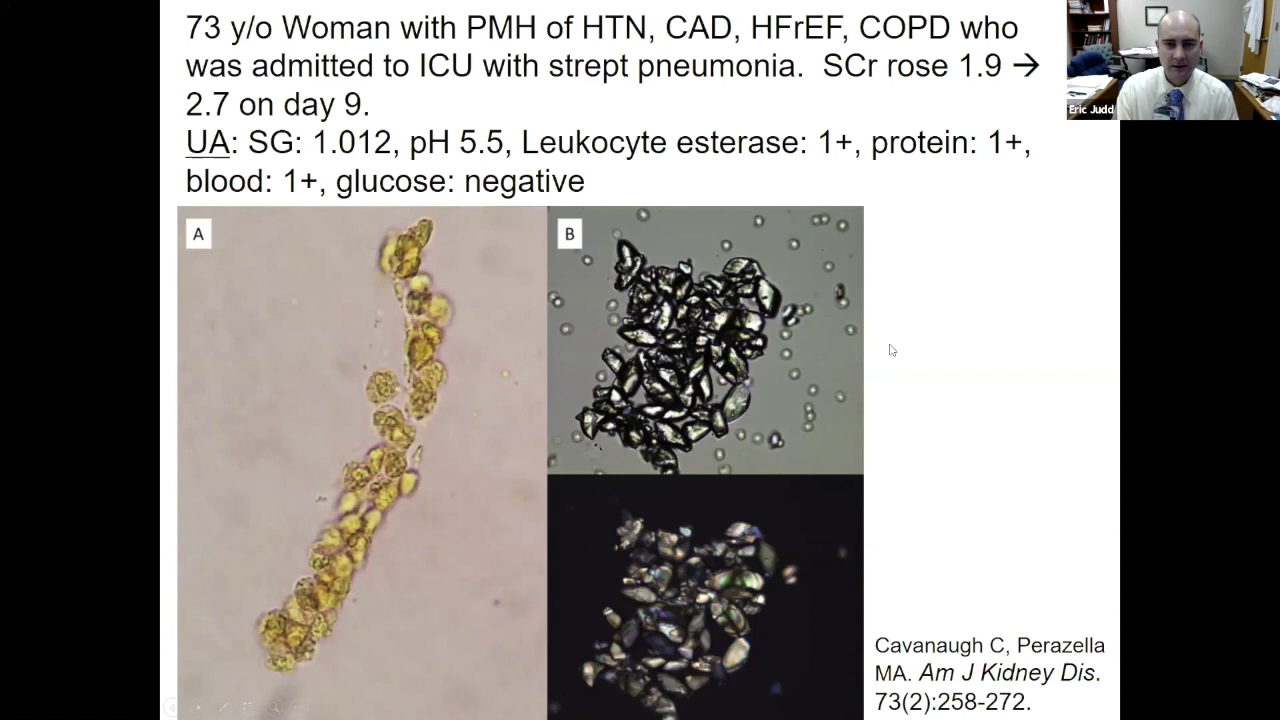 73 y/o Woman with PMH of HTN, CAD, HFrEF, COPD who
was admitted to ICU with strept pneumonia.  SCr rose 1.9 →
2.7 on day 9.
UA: SG: 1.012, pH 5.5, Leukocyte esterase: 1+, protein: 1+,
blood: 1+, glucose: negative
Eric Judd
A
B
Cavanaugh C, Perazella
MA. Am J Kidney Dis.
73(2):258-272.